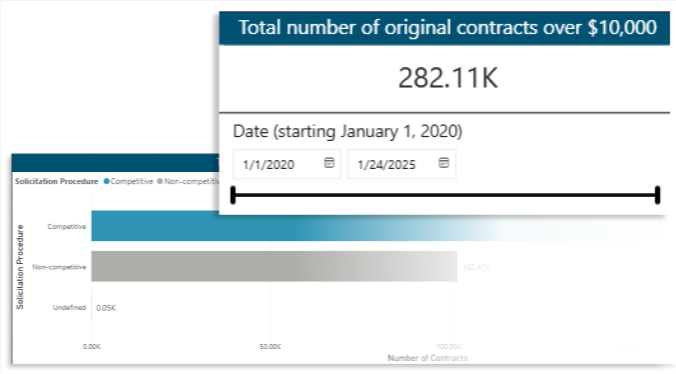 Total number of original contracts over $10,000
282.11K
Date (starting January 1, 2020)
1/1/2020
1/24/2025
Solicitation Procedure Competitive Non-competitiv
Solicitation Procedure
Competitive
Non-competitive
102.47K
Undefined
0.05K
0.00K
50.00K
100.00K
Number of Contracts